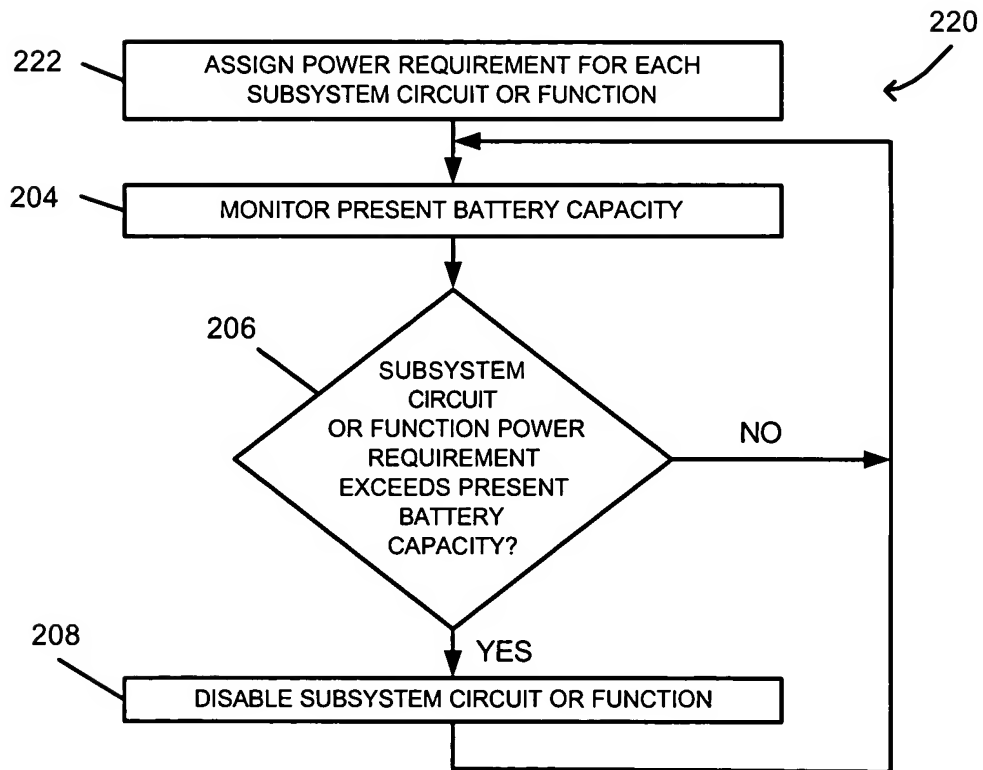 220
222
ASSIGN POWER REQUIREMENT FOR EACH
SUBSYSTEM CIRCUIT OR FUNCTION
204
MONITOR PRESENT BATTERY CAPACITY
206
SUBSYSTEM
CIRCUIT
OR FUNCTION POWER
REQUIREMENT
EXCEEDS PRESENT
BATTERY
CAPACITY?
NO
YES
208
DISABLE SUBSYSTEM CIRCUIT OR FUNCTION